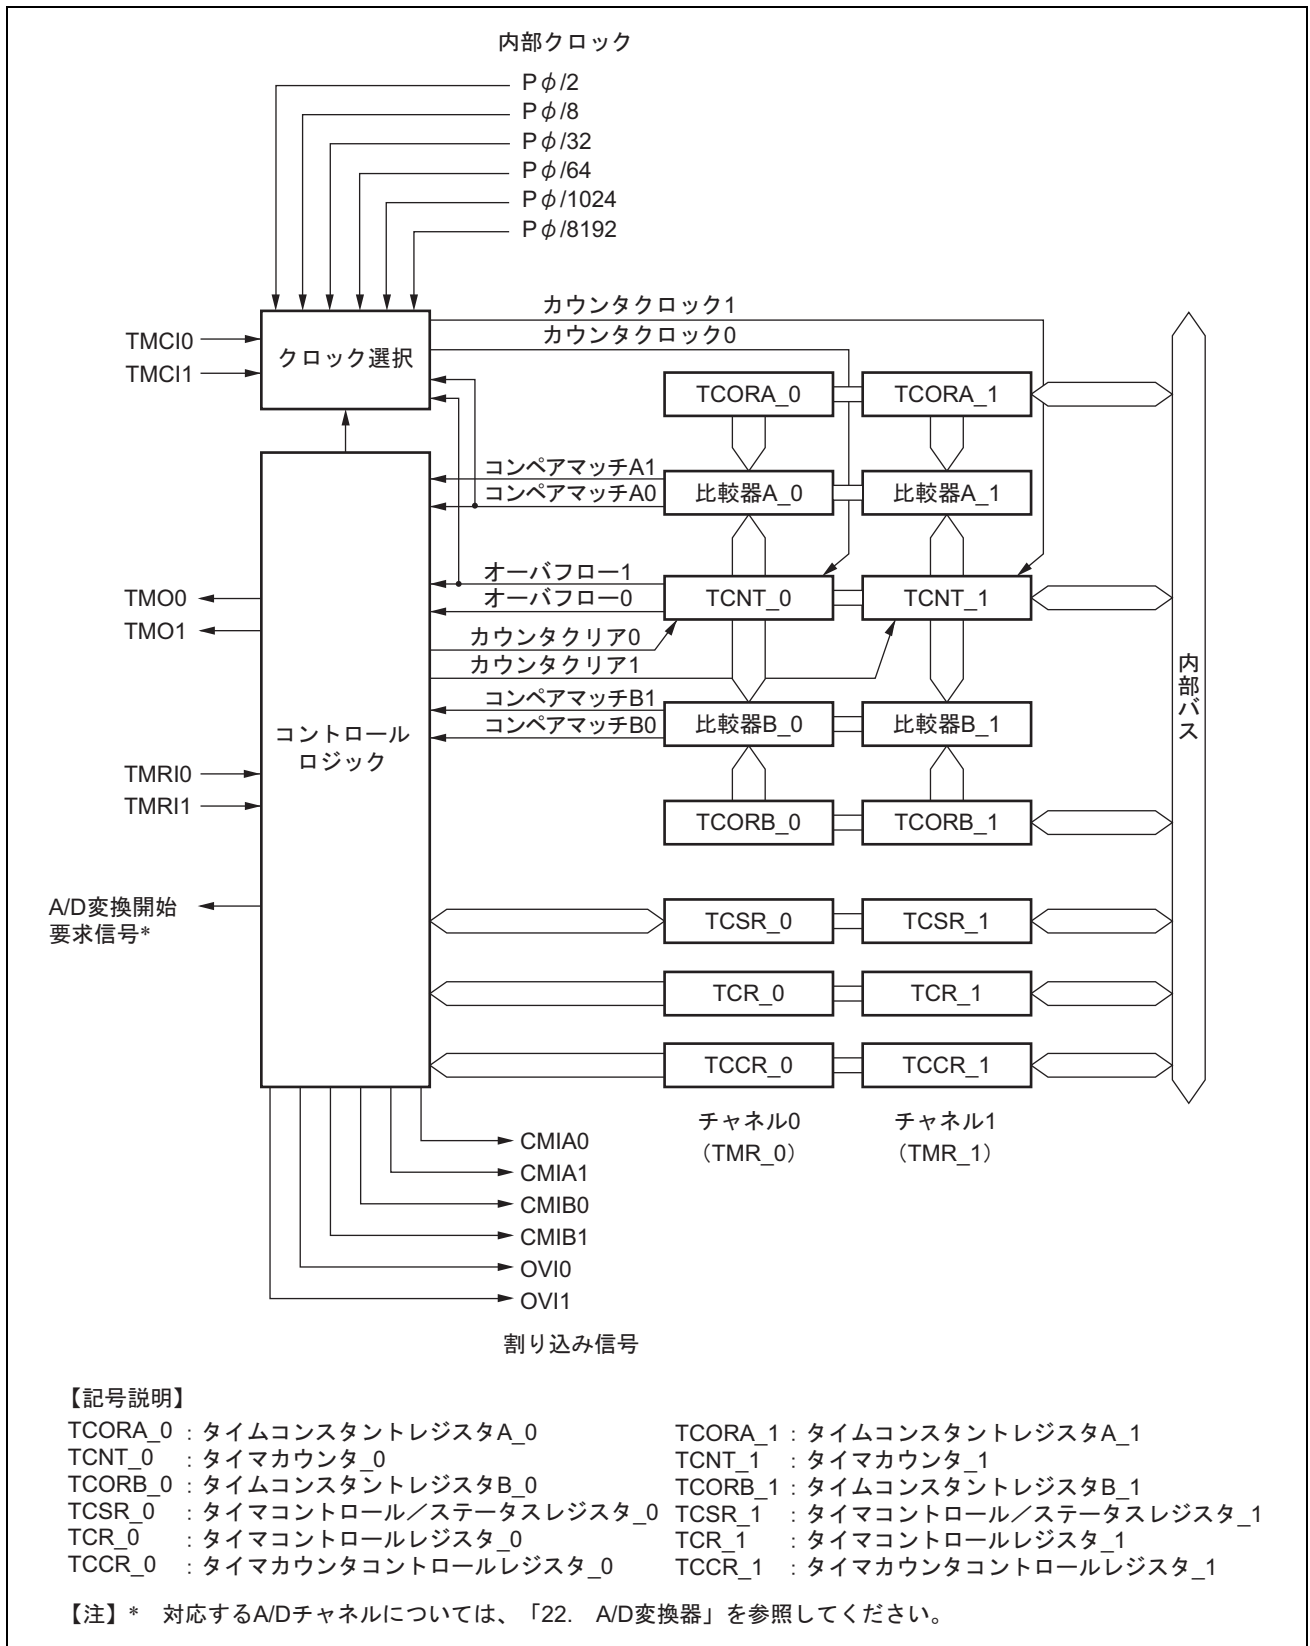 内部クロック
Pφ/2
Pφ/8
Pφ/32
Pφ/64
Pφ/1024
Pφ/8192
カウンタクロック1
カウンタクロック0
TMCI0
TMCI1
クロック選択
TCORA_0
TCORA_1
コンペアマッチA1
コンペアマッチA0
比較器A_0
比較器A_1
オーバフロー1
オーバフロー0
TCNT_0
TCNT_1
TMO0
TMO1
カウンタクリア0
カウンタクリア1
コンペアマッチB1
コンペアマッチB0
比較器B_0
比較器B_1
内部バス
コントロール
ロジック
TMRI0
TMRI1
TCORB_0
TCORB_1
A/D変換開始
要求信号*
TCSR_0
TCSR_1
TCR_0
TCR_1
TCCR_0
TCCR_1
チャネル0
(TMR_0)
チャネル1
(TMR_1)
CMIA0
CMIA1
CMIB0
CMIB1
OVI0
OVI1
割り込み信号
【記号説明】
TCORA_0 : タイムコンスタントレジスタA_0 TCORA_1 : タイムコンスタントレジスタA_1
TCNT_0 : タイマカウンタ_0 TCNT_1 : タイマカウンタ_1
TCORB_0 : タイムコンスタントレジスタB_0 TCORB_1 : タイムコンスタントレジスタB_1
TCSR_0 : タイマコントロール/ステータスレジスタ_0 TCSR_1 : タイマコントロール/ステータスレジスタ_1
TCR_0 : タイマコントロールレジスタ_0 TCR_1 : タイマコントロールレジスタ_1
TCCR_0 : タイマカウンタコントロールレジスタ_0 TCCR_1 : タイマカウンタコントロールレジスタ_1
【注】* 対応するA/Dチャネルについては、「22. A/D変換器」を参照してください。